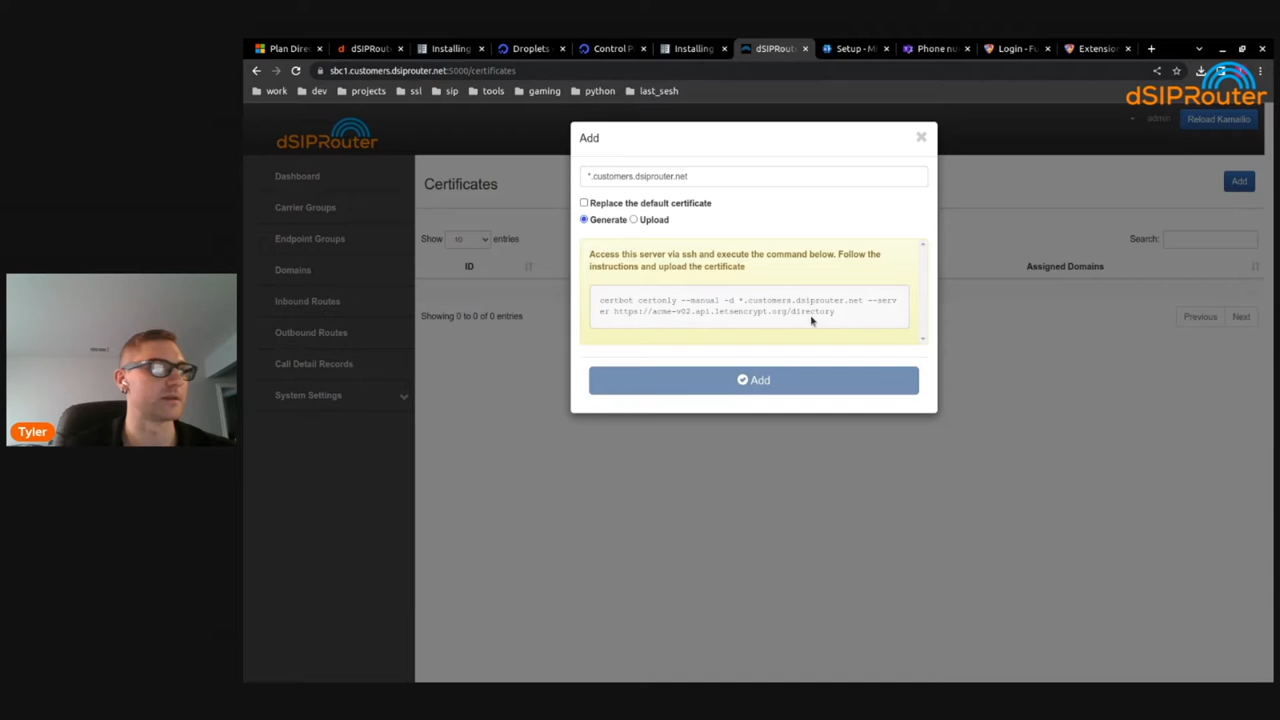 Plan Direc
dSIPRout
Installing
Droplets -
Control P
Installing
dSIPRout
Setup - Mi
Phone nu
Login - Fu
Extension
sbc1.customers.dsiprouter.net:5000/certificates
work
dev
projects
ssl
sip
tools
gaming
python
last_sesh
dSIPRouter
dSIPRouter
admin
Reload Kamailio
Dashboard
Carrier Groups
Endpoint Groups
Domains
Inbound Routes
Outbound Routes
Call Detail Records
System Settings
Certificates
Add
Show 10 entries
Search:
ID
Assigned Domains
Showing 0 to 0 of 0 entries
Previous
Next
Add
*.customers.dsiprouter.net
Replace the default certificate
Generate
Upload
Access this server via ssh and execute the command below. Follow the
instructions and upload the certificate
certbot certonly --manual -d *.customers.dsiprouter.net --serv
er https://acme-v02.api.letsencrypt.org/directory
Add
Tyler